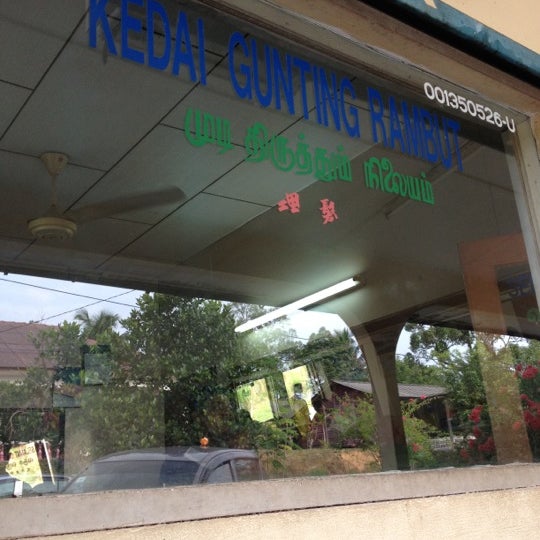 KEDAI GUNTING RAMBUT
001350526-U
முடி திருத்தும் நிலையம்
理髮